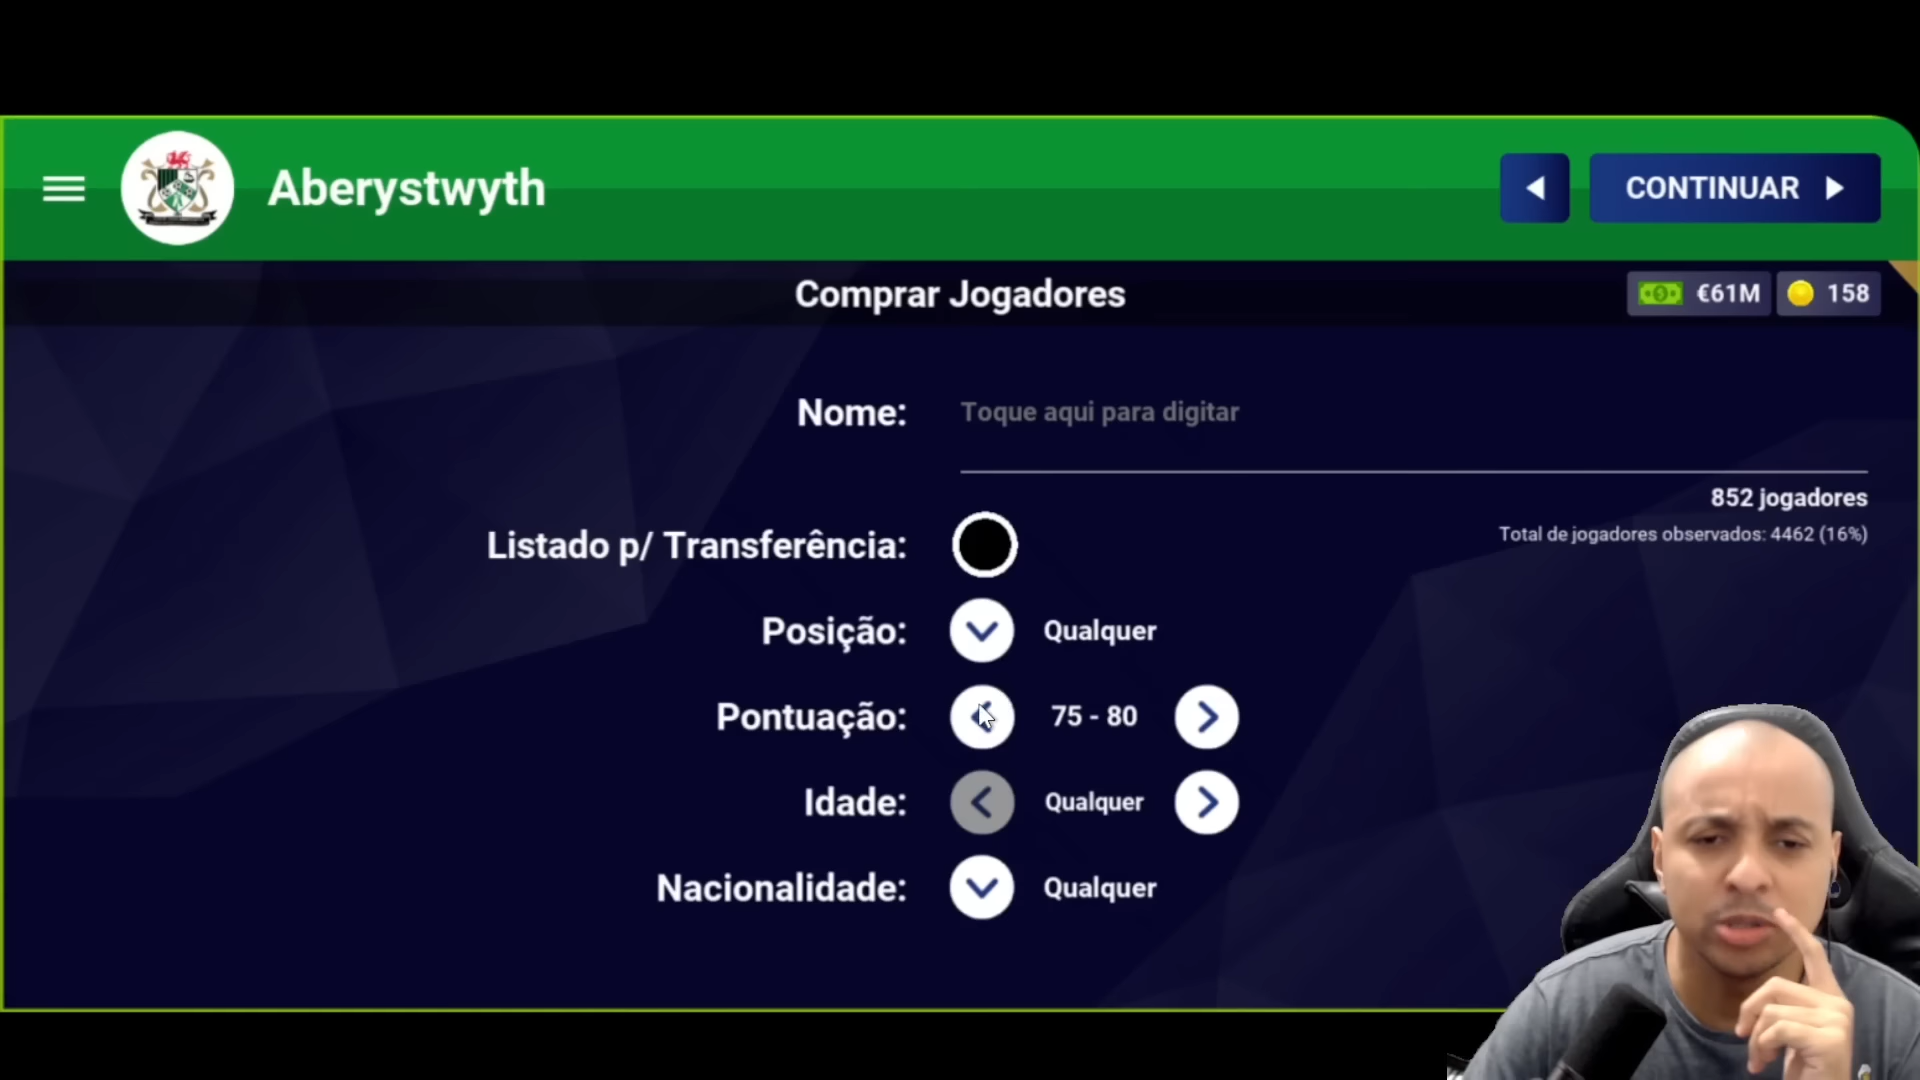 Aberystwyth
CONTINUAR
Comprar Jogadores
€61M
158
Nome:
Toque aqui para digitar
852 jogadores
Total de jogadores observados: 4462 (16%)
Listado p/ Transferência:
Posição:
Qualquer
Pontuação:
75 - 80
Idade:
Qualquer
Nacionalidade:
Qualquer